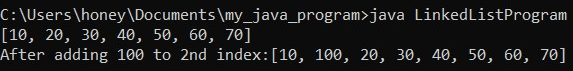 C:\Users\honey\Documents\my_java_program>java LinkedListProgram
[10, 20, 30, 40, 50, 60, 70]
After adding 100 to 2nd index:[10, 100, 20, 30, 40, 50, 60, 70]